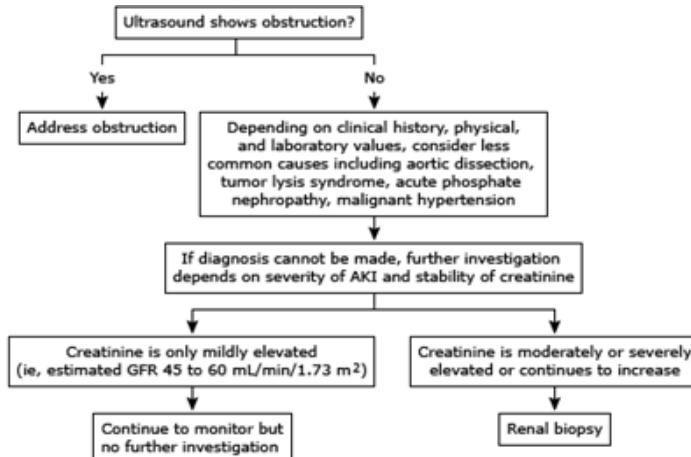 Ultrasound shows obstruction?
Yes
No
Address obstruction
Depending on clinical history, physical,
and laboratory values, consider less
common causes including aortic dissection,
tumor lysis syndrome, acute phosphate
nephropathy, malignant hypertension
If diagnosis cannot be made, further investigation
depends on severity of AKI and stability of creatinine
Creatinine is only mildly elevated
(ie, estimated GFR 45 to 60 mL/min/1.73 m²)
Creatinine is moderately or severely
elevated or continues to increase
Continue to monitor but
no further investigation
Renal biopsy